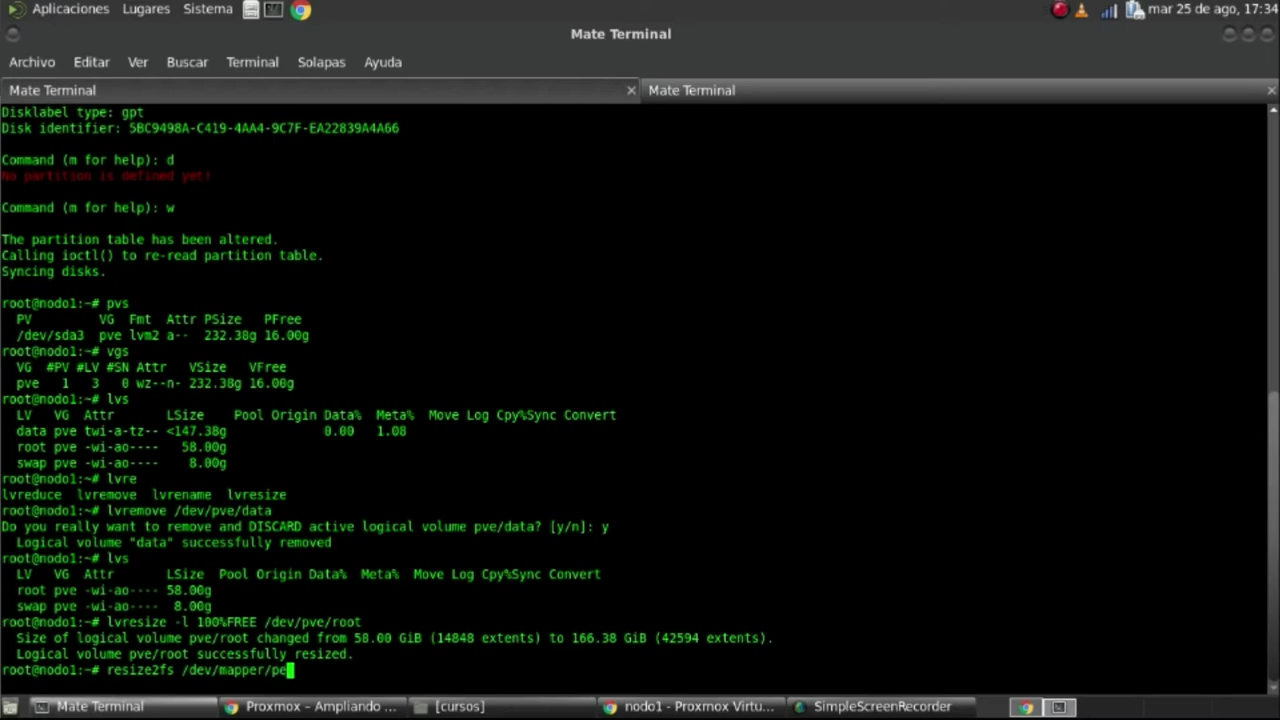 Aplicaciones Lugares Sistema mar 25 de ago, 17:34
Mate Terminal
Archivo Editar Ver Buscar Terminal Solapas Ayuda
Mate Terminal Mate Terminal
Disklabel type: gpt
Disk identifier: 5BC9498A-C419-4AA4-9C7F-EA22839A4A66
Command (m for help): d
No partition is defined yet!
Command (m for help): w
The partition table has been altered.
Calling ioctl() to re-read partition table.
Syncing disks.
root@nodo1:~# pvs
PV VG Fmt Attr PSize PFree
/dev/sda3 pve lvm2 a-- 232.38g 16.00g
root@nodo1:~# vgs
VG #PV #LV #SN Attr VSize VFree
pve 1 3 0 wz--n- 232.38g 16.00g
root@nodo1:~# lvs
LV VG Attr LSize Pool Origin Data% Meta% Move Log Cpy%Sync Convert
data pve twi-a-tz-- <147.38g 0.00 1.08
root pve -wi-ao---- 58.00g
swap pve -wi-ao---- 8.00g
root@nodo1:~# lvre
lvreduce lvremove lvrename lvresize
root@nodo1:~# lvremove /dev/pve/data
Do you really want to remove and DISCARD active logical volume pve/data? [y/n]: y
Logical volume "data" successfully removed
root@nodo1:~# lvs
LV VG Attr LSize Pool Origin Data% Meta% Move Log Cpy%Sync Convert
root pve -wi-ao---- 58.00g
swap pve -wi-ao---- 8.00g
root@nodo1:~# lvresize -l 100%FREE /dev/pve/root
Size of logical volume pve/root changed from 58.00 GiB (14848 extents) to 166.38 GiB (42594 extents).
Logical volume pve/root successfully resized.
root@nodo1:~# resize2fs /dev/mapper/pe
Mate Terminal Proxmox – Ampliando ... [cursos] nodo1 - Proxmox Virtu... SimpleScreenRecorder